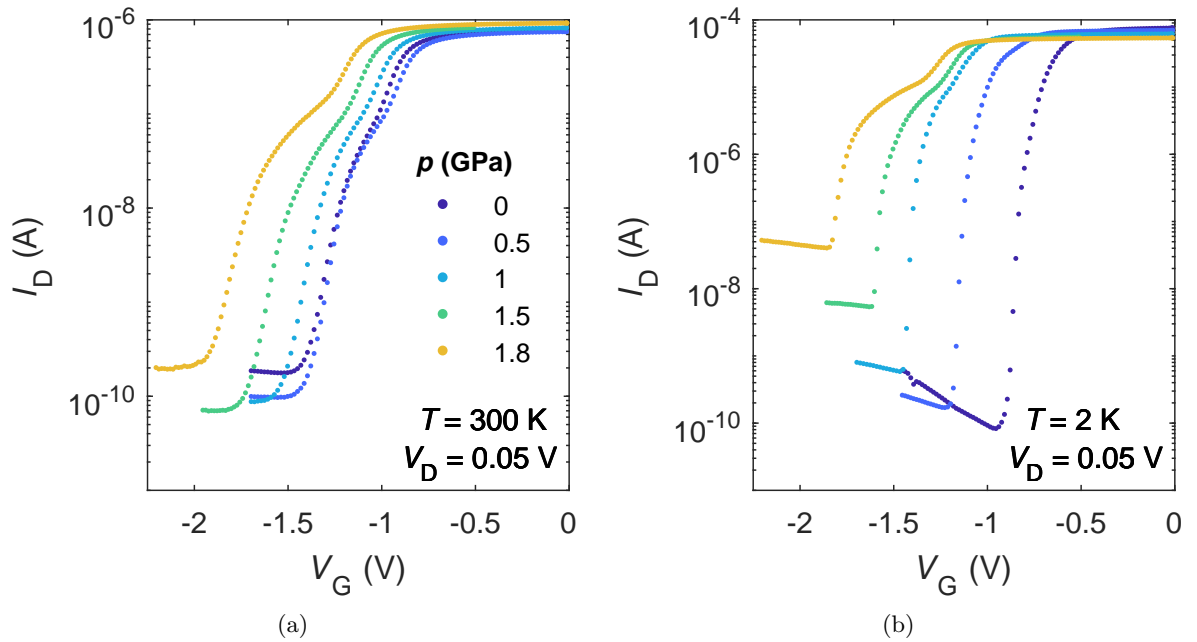 10^-6
10^-8
10^-10
I_D (A)
p (GPa)
0
0.5
1
1.5
1.8
T = 300 K
V_D = 0.05 V
-2 -1.5 -1 -0.5 0
V_G (V)
(a)
10^-4
10^-6
10^-8
10^-10
I_D (A)
T = 2 K
V_D = 0.05 V
-2 -1.5 -1 -0.5 0
V_G (V)
(b)